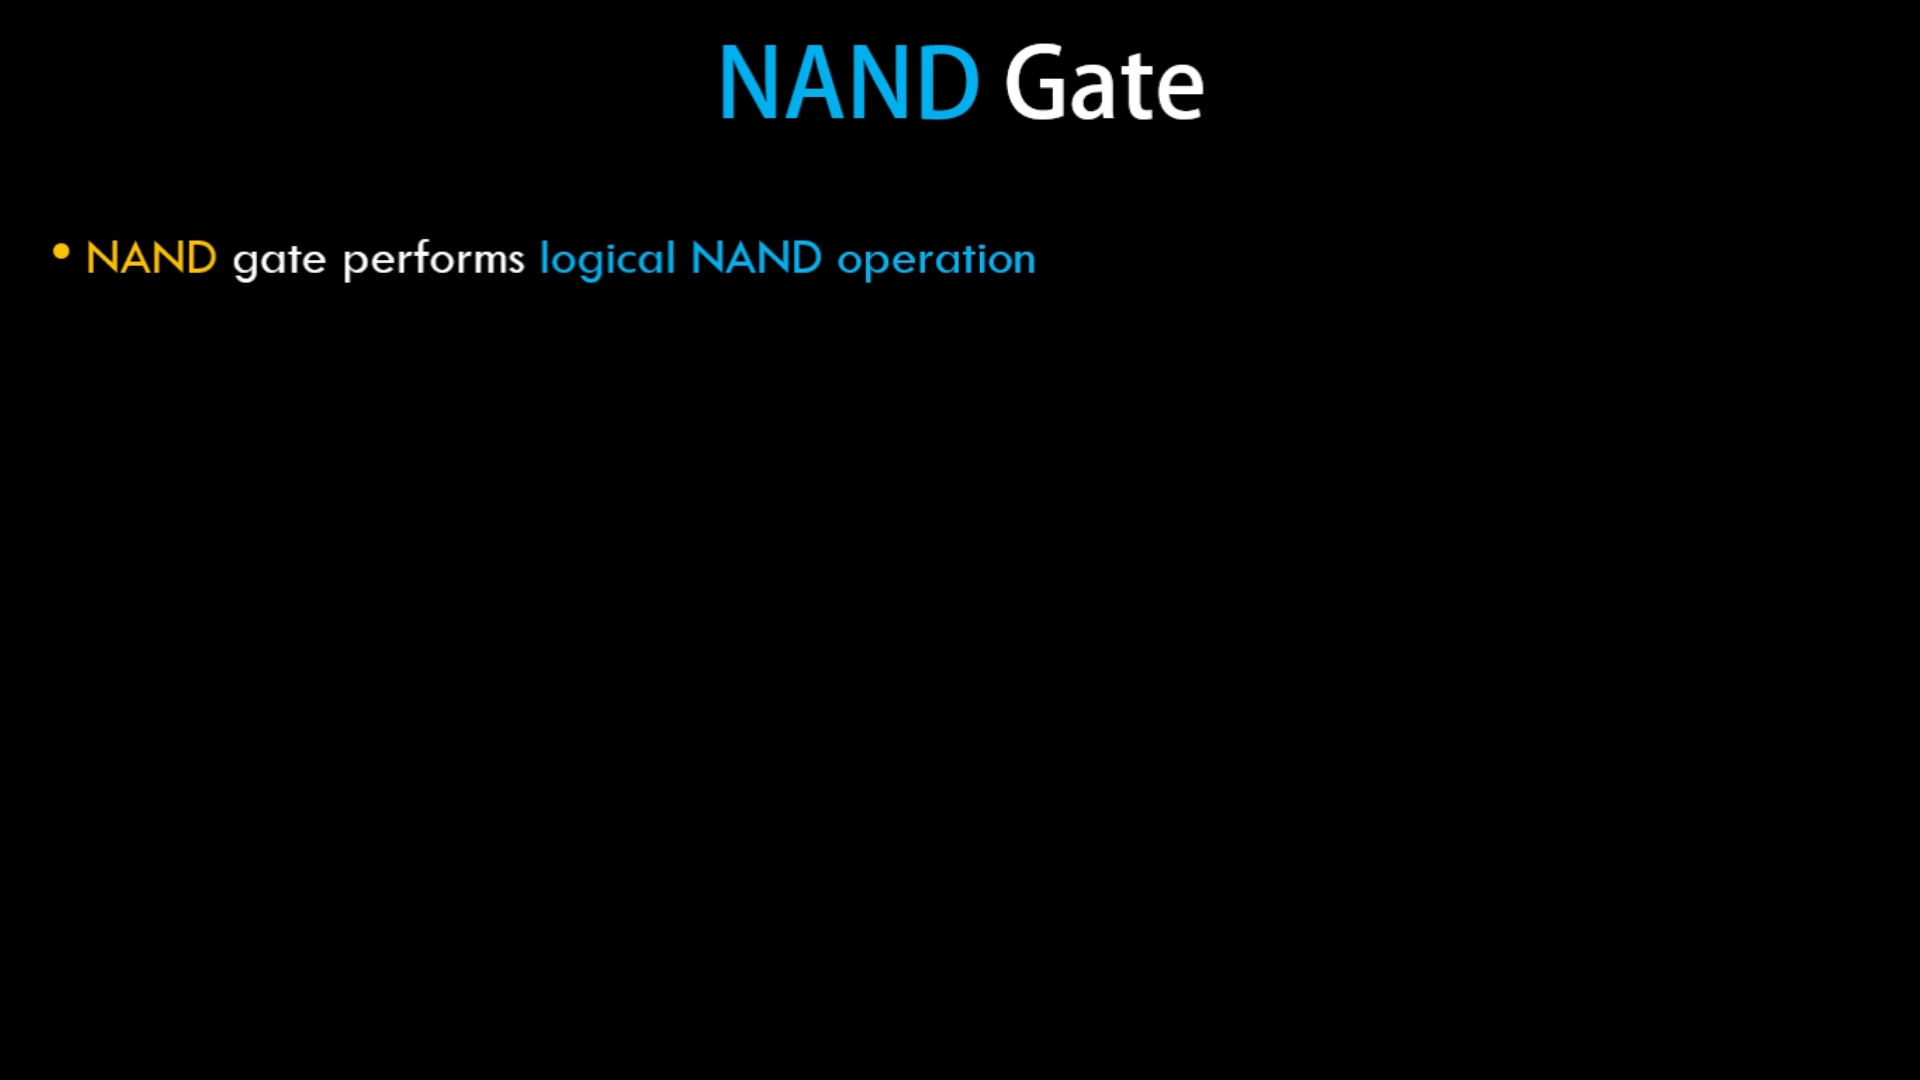 NAND Gate
• NAND gate performs logical NAND operation